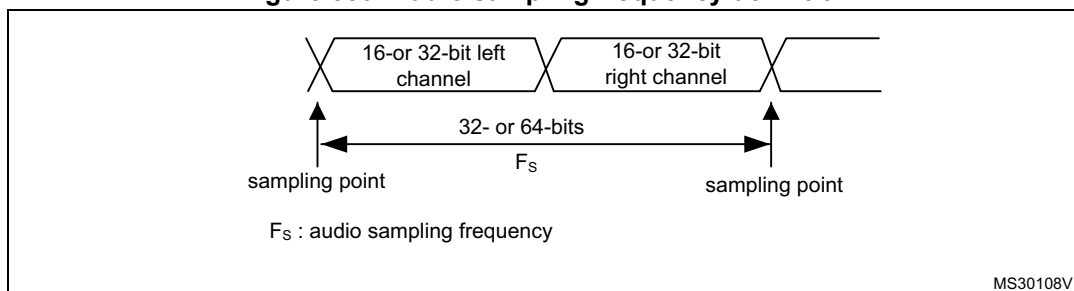 16-or 32-bit left
channel
16-or 32-bit
right channel
32- or 64-bits
FS
sampling point
sampling point
FS : audio sampling frequency
MS30108V